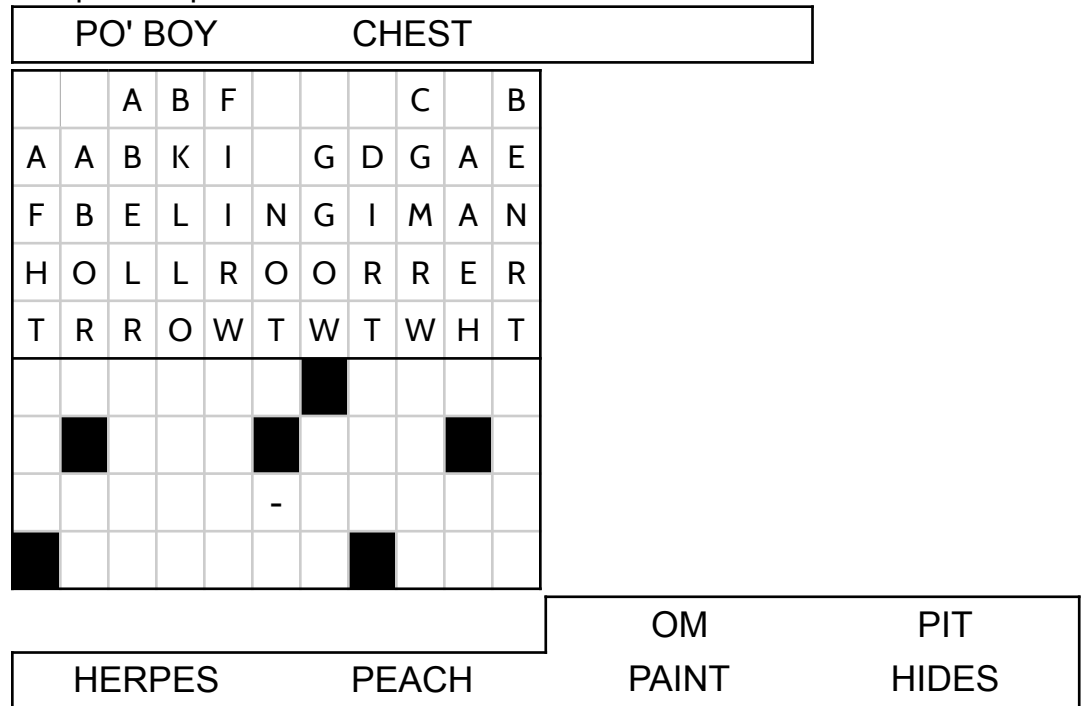 PO' BOY CHEST
A B F C B
A A B K I G D G A E
F B E L I N G I M A N
H O L L R O O R R E R
T R R O W T W T W H T
-
OM PIT
HERPES PEACH PAINT HIDES